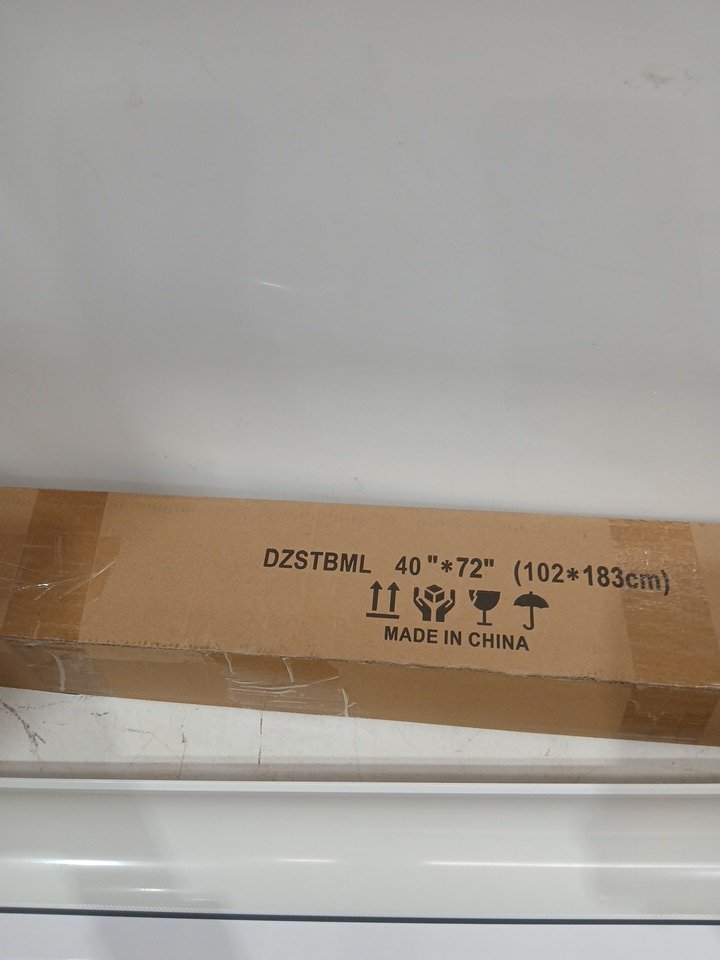 DZSTBML 40"*72" (102*183cm)
MADE IN CHINA